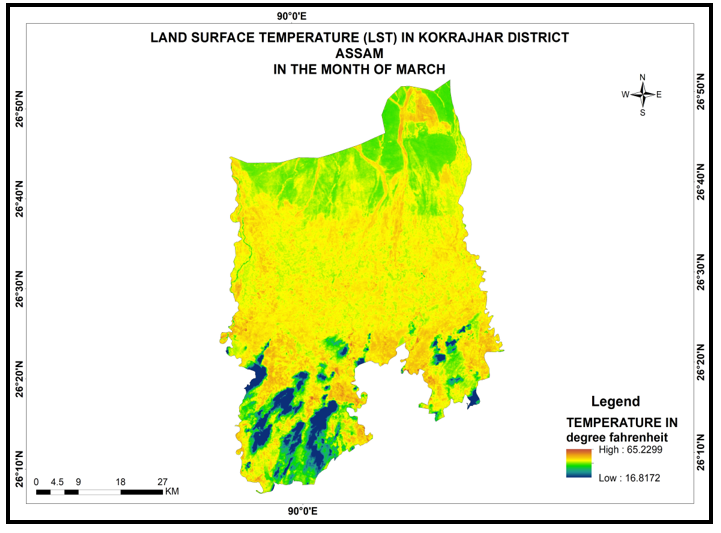 90°0'E
LAND SURFACE TEMPERATURE (LST) IN KOKRAJHAR DISTRICT
ASSAM
IN THE MONTH OF MARCH
N
W E
S
26°50'N
26°40'N
26°30'N
26°20'N
26°10'N
26°50'N
26°40'N
26°30'N
26°20'N
26°10'N
Legend
TEMPERATURE IN
degree fahrenheit
High : 65.2299
Low : 16.8172
0 4.5 9 18 27
KM
90°0'E